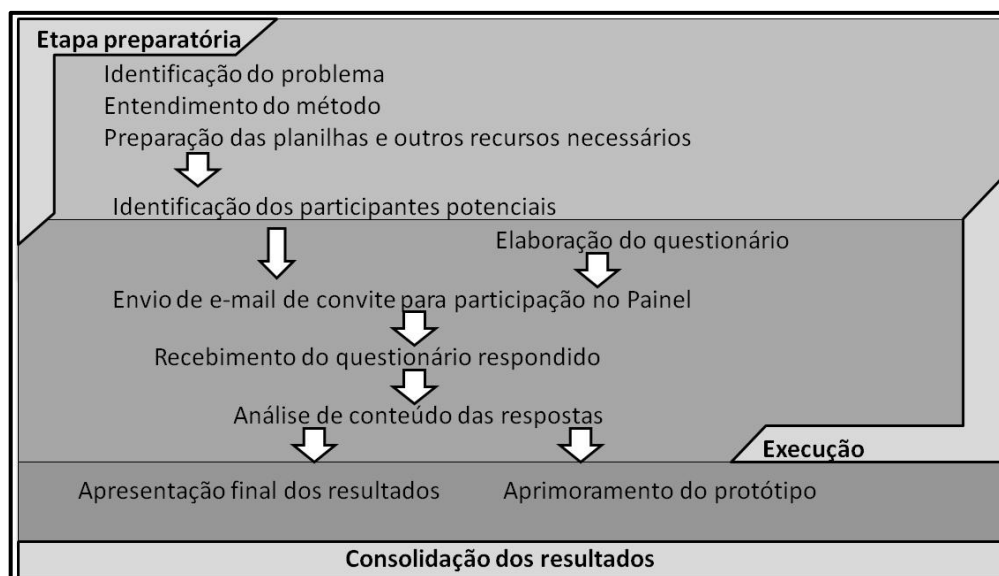 Etapa preparatória
Identificação do problema
Entendimento do método
Preparação das planilhas e outros recursos necessários
Identificação dos participantes potenciais
Elaboração do questionário
Envio de e-mail de convite para participação no Painel
Recebimento do questionário respondido
Análise de conteúdo das respostas
Execução
Apresentação final dos resultados
Aprimoramento do protótipo
Consolidação dos resultados